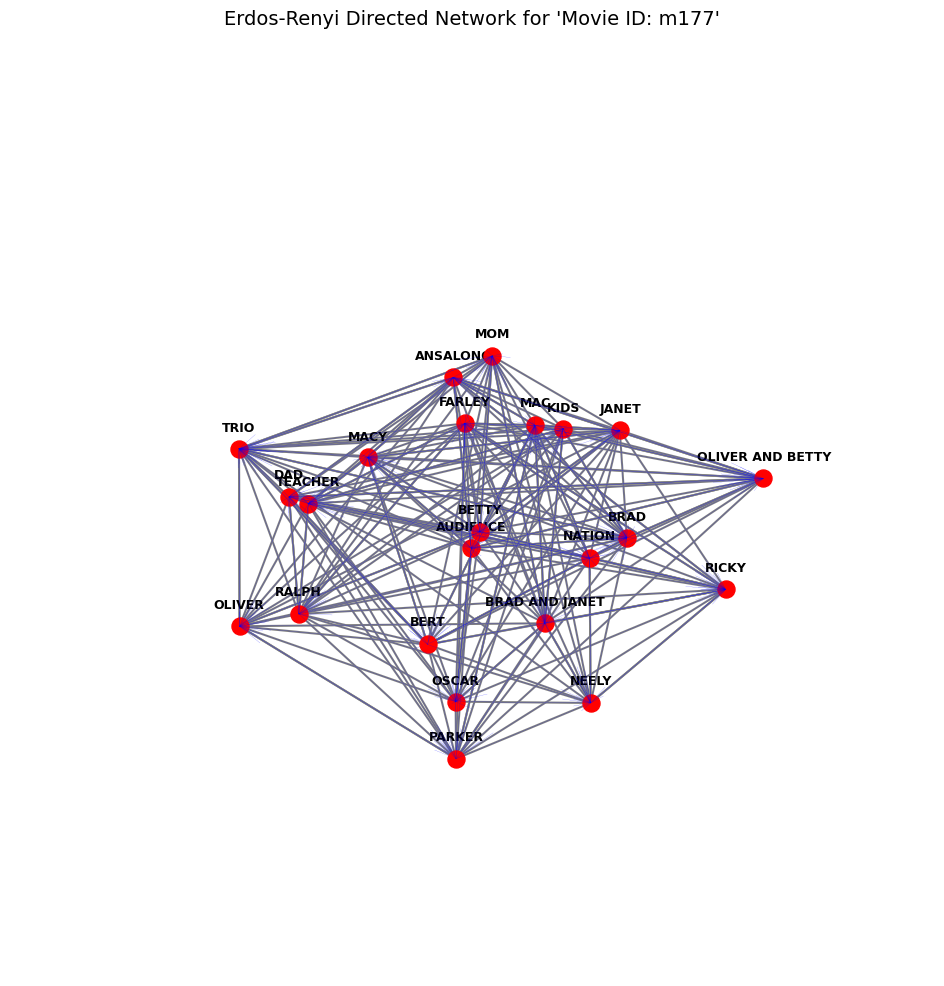 Erdos-Renyi Directed Network for 'Movie ID: m177'
MOM
ANSALONG
FARLEY
MAC
KIDS
JANET
TRIO
MACY
OLIVER AND BETTY
DAD
TEACHER
BETTY
BRAD
AUDIENCE
NATION
RICKY
RALPH
OLIVER
BRAD AND JANET
BERT
OSCAR
NEELY
PARKER